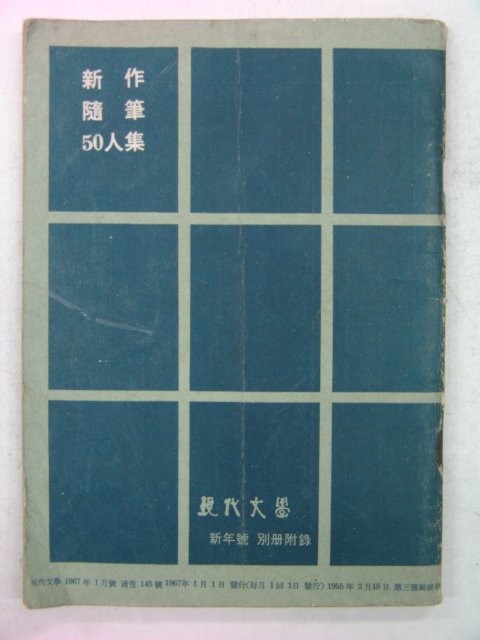 新作
隨筆
50人集
現代文學
新年號 別册附錄
現代文學 1967年 1月號 通卷 145號 1967年 1月 1日 發行(每月 1回 1日 發行) 1955年 3月18日 第三種郵便